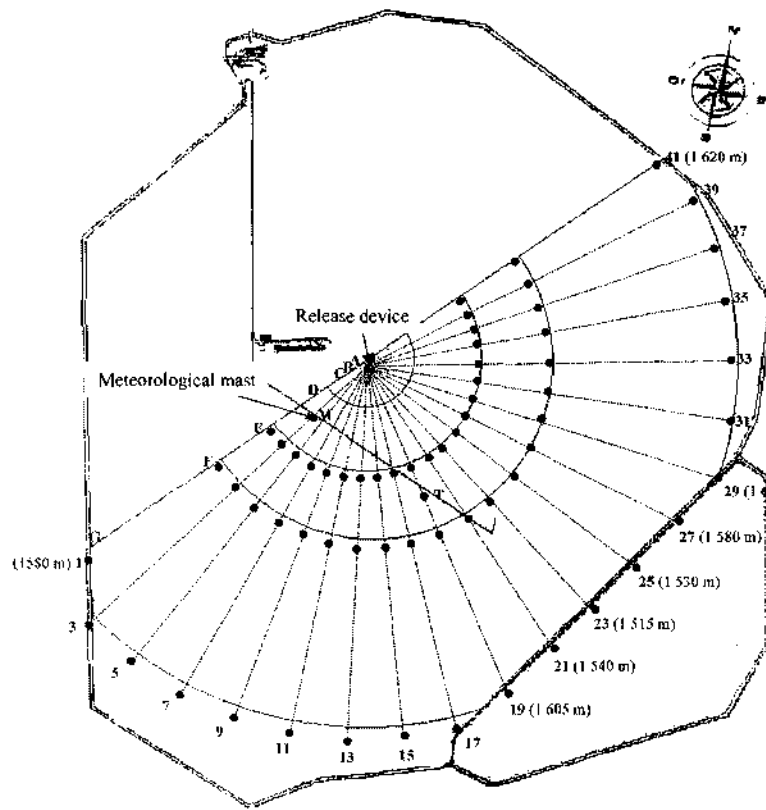 41 (1 620 m)
39
37
35
Release device
33
A
B
C
Meteorological mast
D
M
31
E
F
T
29 (1
27 (1 580 m)
G
(1580 m) 1
25 (1 530 m)
23 (1 515 m)
3
21 (1 540 m)
5
19 (1 605 m)
7
9
11
13
15
17